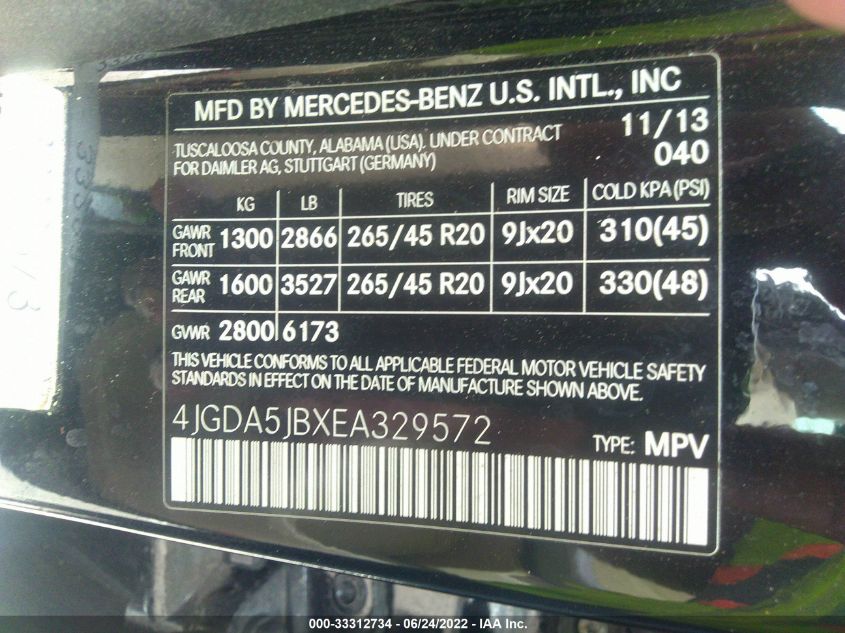 MFD BY MERCEDES-BENZ U.S. INTL., INC
TUSCALOOSA COUNTY, ALABAMA (USA). UNDER CONTRACT 11/13
FOR DAIMLER AG, STUTTGART (GERMANY) 040
KG LB TIRES RIM SIZE COLD KPA (PSI)
GAWR FRONT 1300 2866 265/45 R20 9Jx20 310(45)
GAWR REAR 1600 3527 265/45 R20 9Jx20 330(48)
GVWR 2800 6173
THIS VEHICLE CONFORMS TO ALL APPLICABLE FEDERAL MOTOR VEHICLE SAFETY
STANDARDS IN EFFECT ON THE DATE OF MANUFACTURE SHOWN ABOVE.
4JGDA5JBXEA329572 TYPE: MPV
000-33312734 - 06/24/2022 - IAA Inc.